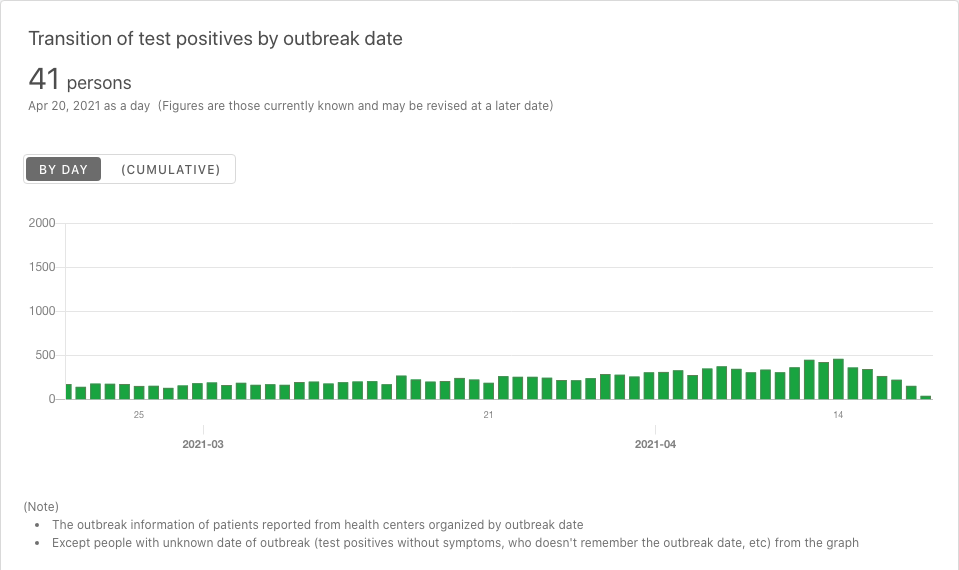 Transition of test positives by outbreak date
41 persons
Apr 20, 2021 as a day (Figures are those currently known and may be revised at a later date)
BY DAY (CUMULATIVE)
2000
1500
1000
500
0
25 21 14
2021-03 2021-04
(Note)
• The outbreak information of patients reported from health centers organized by outbreak date
• Except people with unknown date of outbreak (test positives without symptoms, who doesn't remember the outbreak date, etc) from the graph